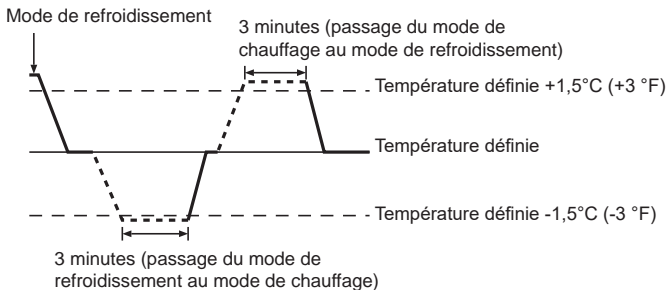 Mode de refroidissement
3 minutes (passage du mode de
chauffage au mode de refroidissement)
Température définie +1,5°C (+3 °F)
Température définie
Température définie -1,5°C (-3 °F)
3 minutes (passage du mode de
refroidissement au mode de chauffage)